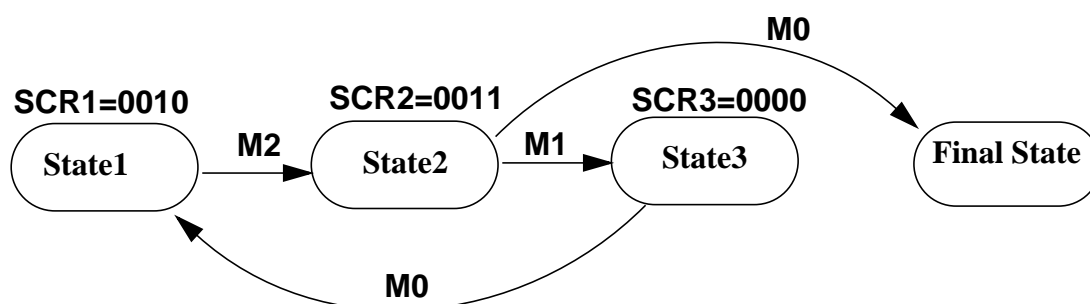 M0
SCR1=0010
SCR2=0011
SCR3=0000
State1
M2
State2
M1
State3
Final State
M0